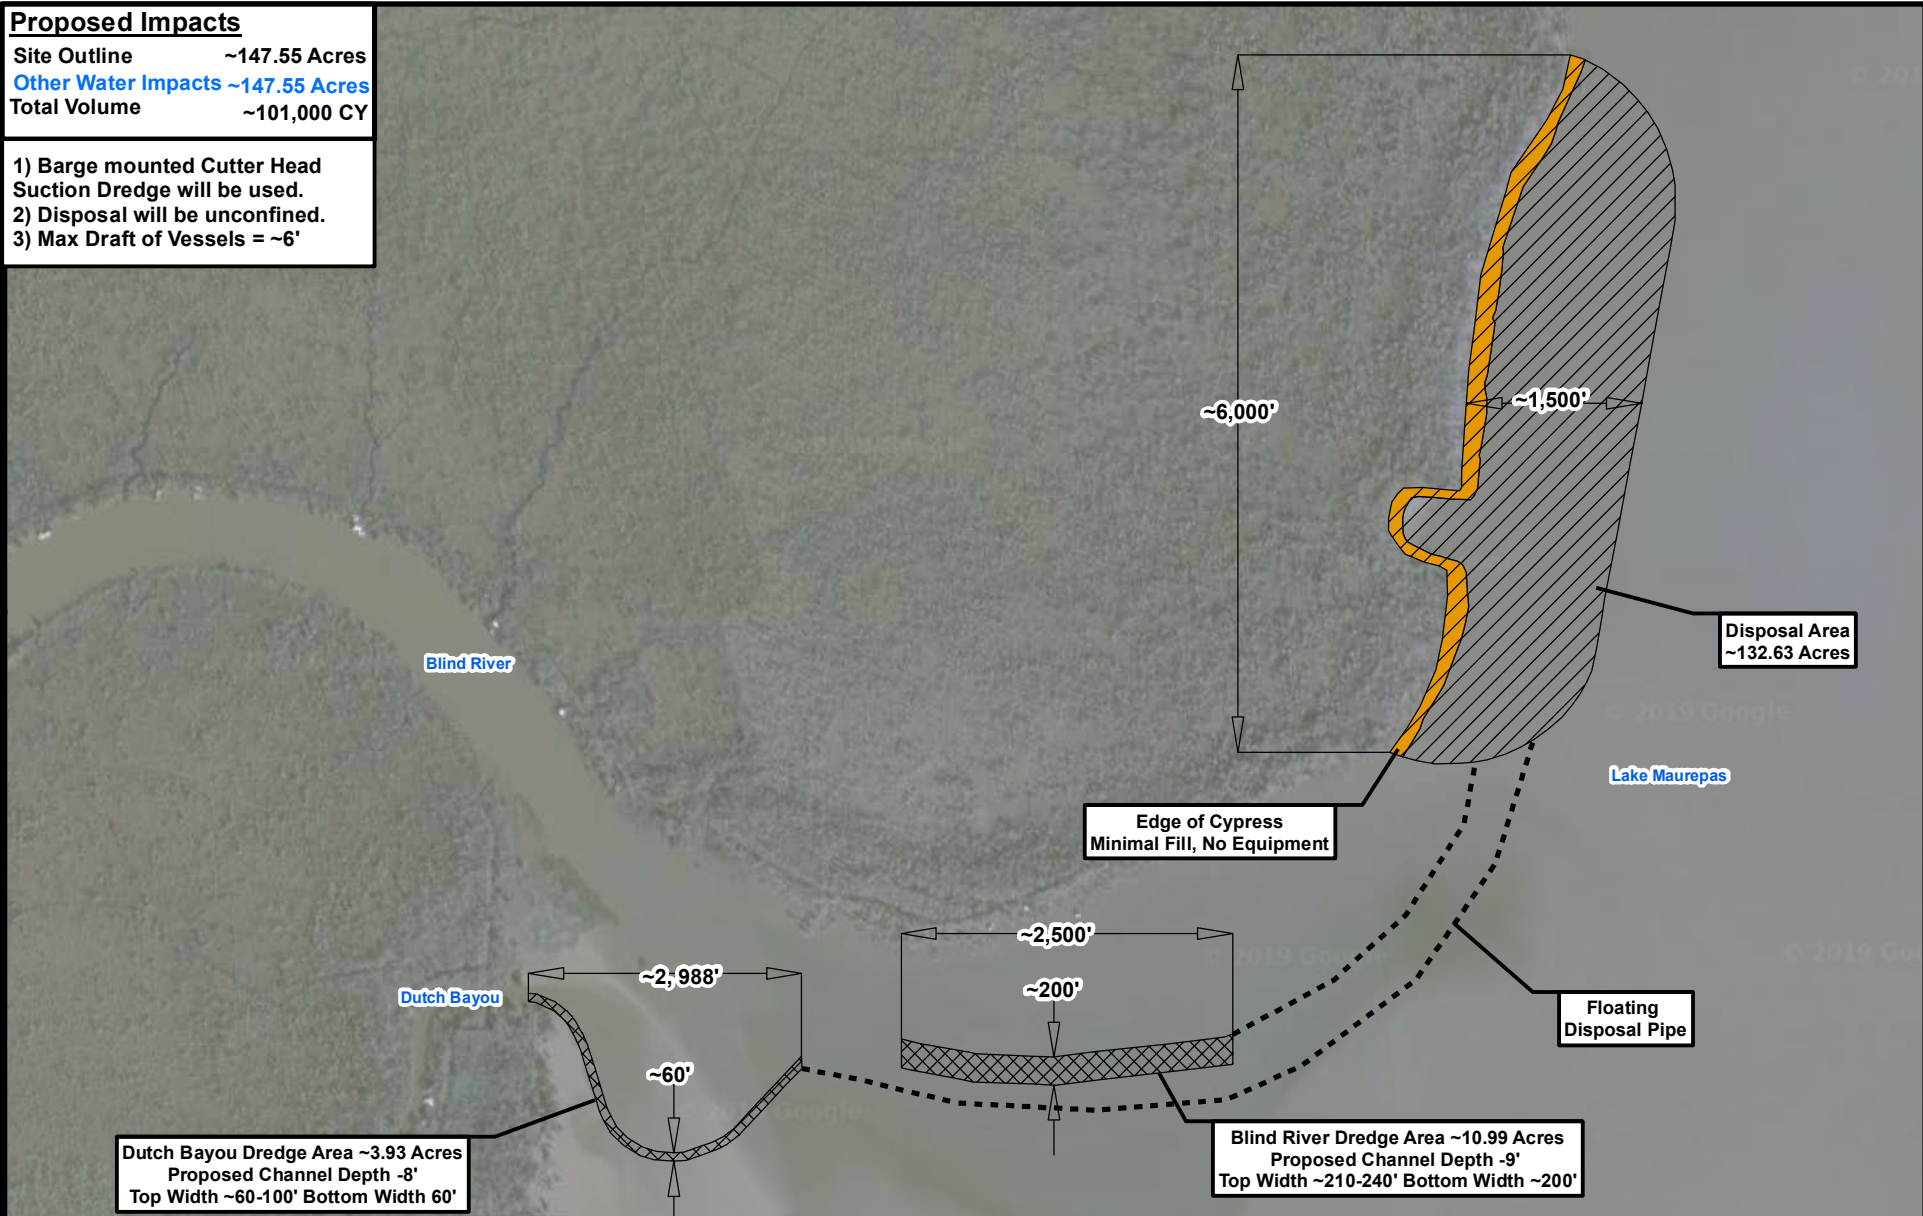 Proposed Impacts
Site Outline ~147.55 Acres
Other Water Impacts ~147.55 Acres
Total Volume ~101,000 CY
1) Barge mounted Cutter Head
Suction Dredge will be used.
2) Disposal will be unconfined.
3) Max Draft of Vessels = ~6'
~6,000'
~1,500'
Disposal Area
~132.63 Acres
Blind River
© 2019 Google
Lake Maurepas
Edge of Cypress
Minimal Fill, No Equipment
~2,500'
~2, 988'
~200'
Dutch Bayou
Floating
Disposal Pipe
~60'
Dutch Bayou Dredge Area ~3.93 Acres
Proposed Channel Depth -8'
Top Width ~60-100' Bottom Width 60'
Blind River Dredge Area ~10.99 Acres
Proposed Channel Depth -9'
Top Width ~210-240' Bottom Width ~200'